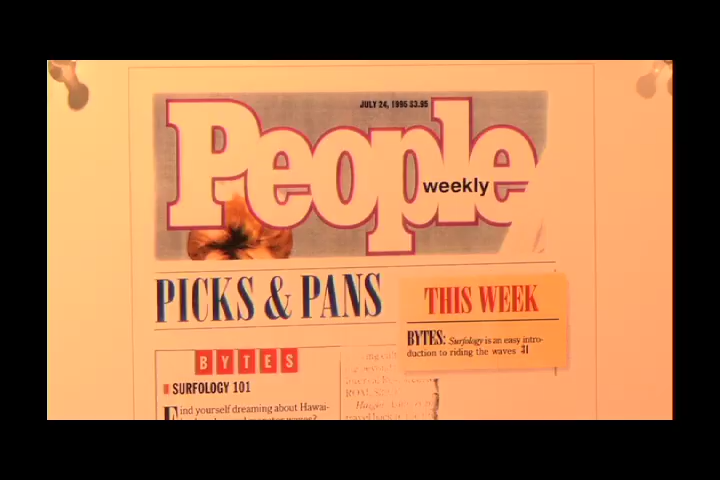 JULY 24, 1995 $3.95
People
weekly
PICKS & PANS
THIS WEEK
BYTES: Surfology is an easy intro-
duction to riding the waves 31
BYTES
SURFOLOGY 101
Find yourself dreaming about Hawai-